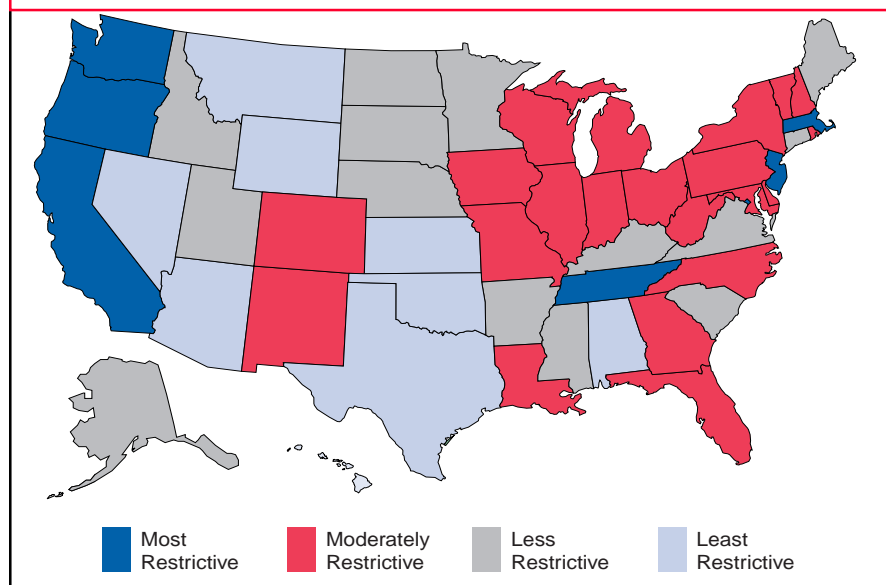 Most
Restrictive
Moderately
Restrictive
Less
Restrictive
Least
Restrictive